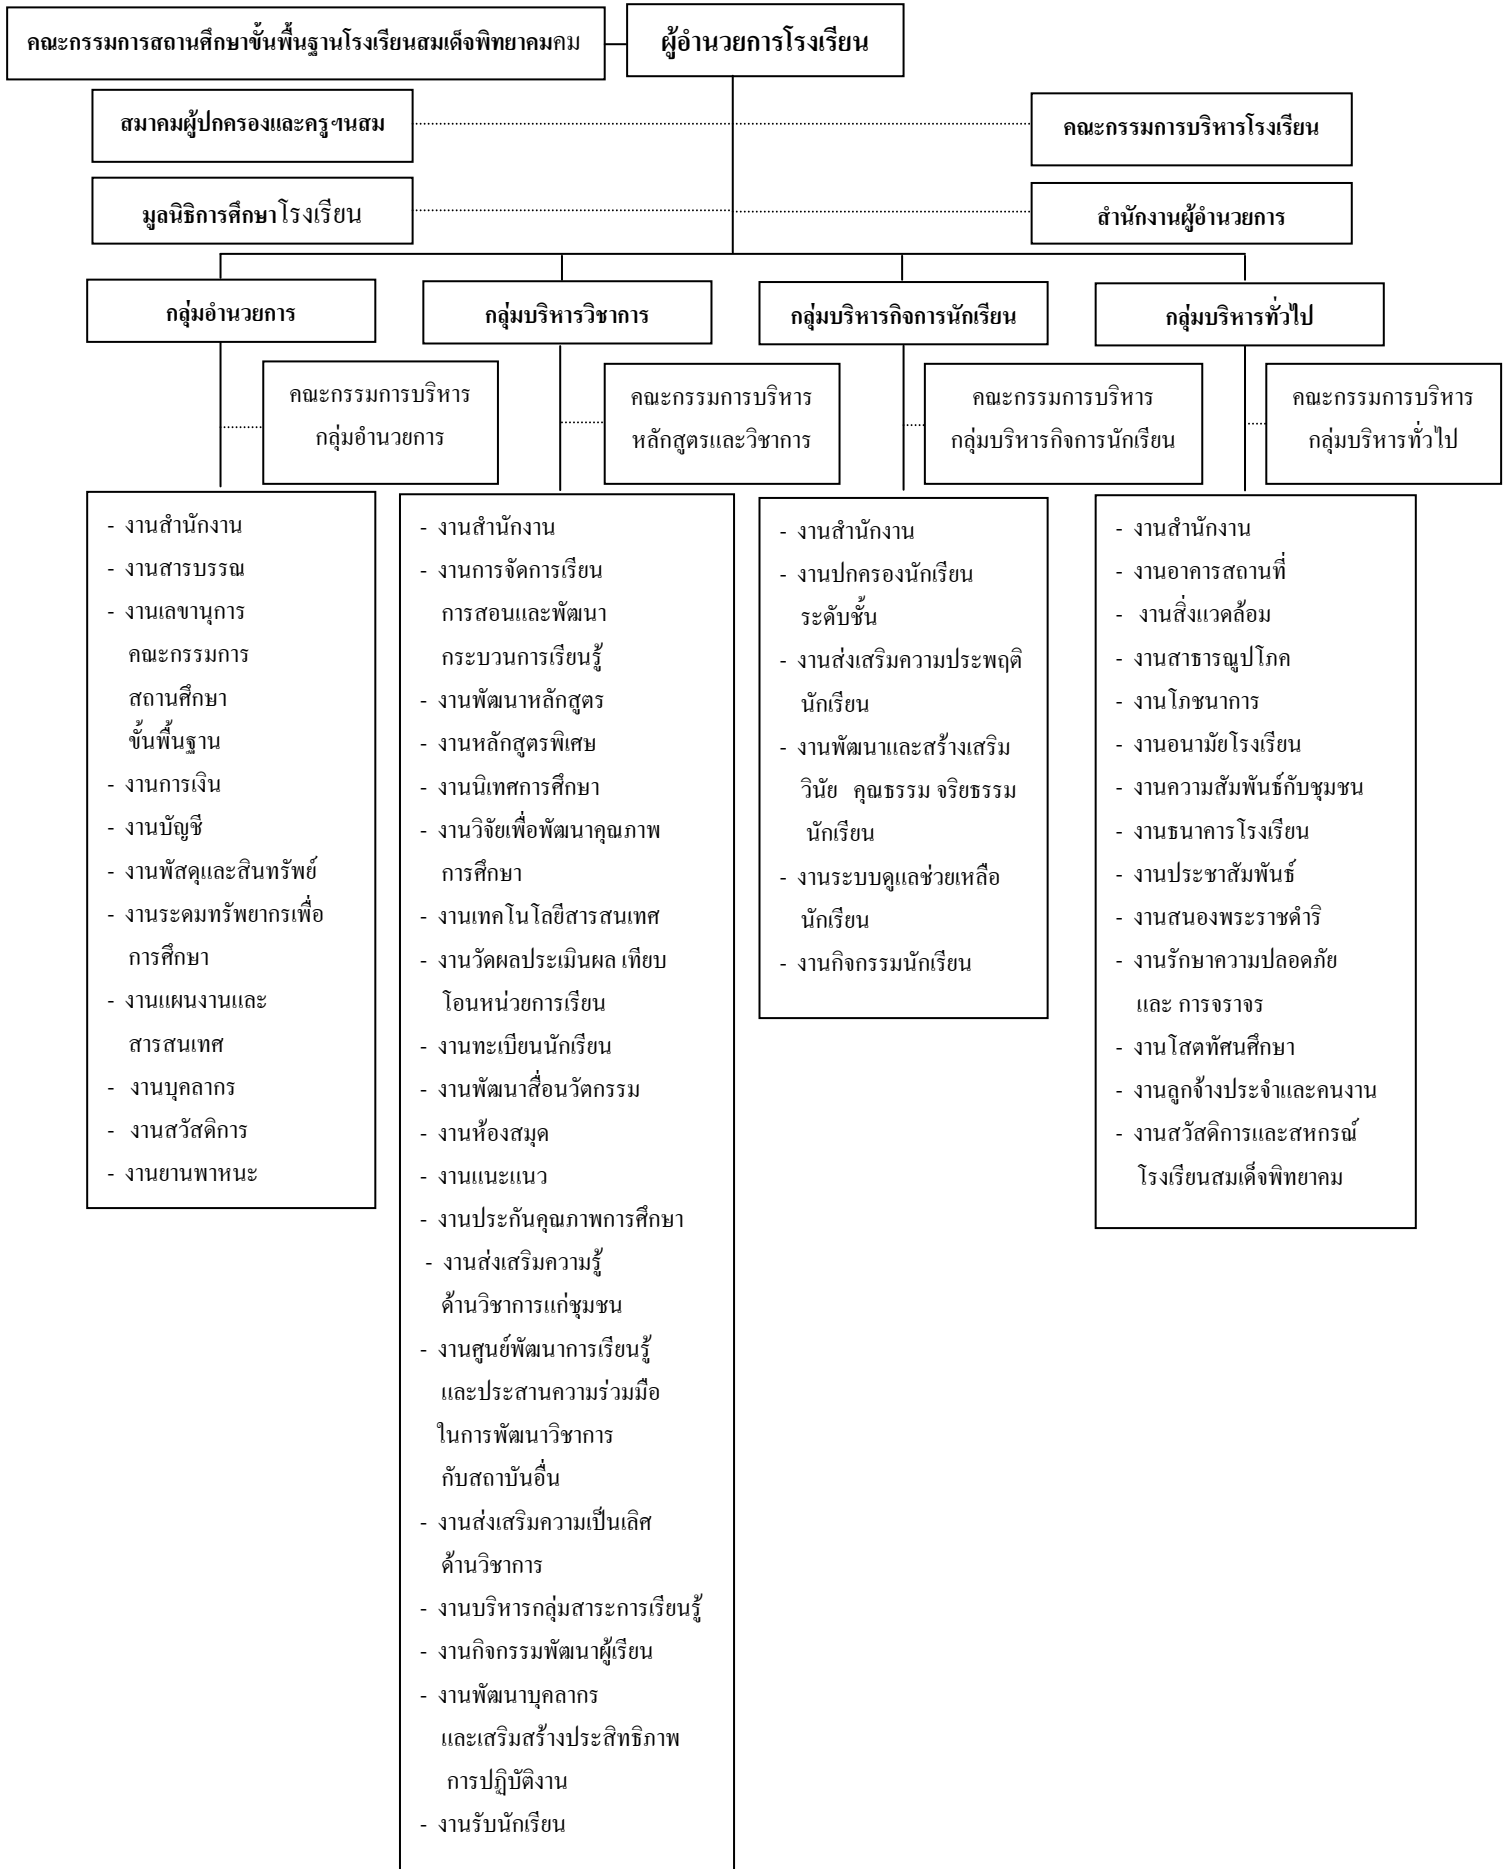 คณะกรรมการสถานศึกษาขั้นพื้นฐานโรงเรียนสมเด็จพิทยาคมคม
ผู้อำนวยการโรงเรียน
สมาคมผู้ปกครองและครูฯนสม
คณะกรรมการบริหารโรงเรียน
มูลนิธิการศึกษาโรงเรียน
สำนักงานผู้อำนวยการ
กลุ่มอำนวยการ
กลุ่มบริหารวิชาการ
กลุ่มบริหารกิจการนักเรียน
กลุ่มบริหารทั่วไป
คณะกรรมการบริหาร
กลุ่มอำนวยการ
คณะกรรมการบริหาร
หลักสูตรและวิชาการ
คณะกรรมการบริหาร
กลุ่มบริหารกิจการนักเรียน
คณะกรรมการบริหาร
กลุ่มบริหารทั่วไป
- งานสำนักงาน
- งานสารบรรณ
- งานเลขานุการ
คณะกรรมการ
สถานศึกษา
ขั้นพื้นฐาน
- งานการเงิน
- งานบัญชี
- งานพัสดุและสินทรัพย์
- งานระดมทรัพยากรเพื่อ
การศึกษา
- งานแผนงานและ
สารสนเทศ
- งานบุคลากร
- งานสวัสดิการ
- งานยานพาหนะ
- งานสำนักงาน
- งานการจัดการเรียน
การสอนและพัฒนา
กระบวนการเรียนรู้
- งานพัฒนาหลักสูตร
- งานหลักสูตรพิเศษ
- งานนิเทศการศึกษา
- งานวิจัยเพื่อพัฒนาคุณภาพ
การศึกษา
- งานเทคโนโลยีสารสนเทศ
- งานวัดผลประเมินผล เทียบ
โอนหน่วยการเรียน
- งานทะเบียนนักเรียน
- งานพัฒนาสื่อนวัตกรรม
- งานห้องสมุด
- งานแนะแนว
- งานประกันคุณภาพการศึกษา
- งานส่งเสริมความรู้
ด้านวิชาการแก่ชุมชน
- งานศูนย์พัฒนาการเรียนรู้
และประสานความร่วมมือ
ในการพัฒนาวิชาการ
กับสถาบันอื่น
- งานส่งเสริมความเป็นเลิศ
ด้านวิชาการ
- งานบริหารกลุ่มสาระการเรียนรู้
- งานกิจกรรมพัฒนาผู้เรียน
- งานพัฒนาบุคลากร
และเสริมสร้างประสิทธิภาพ
การปฏิบัติงาน
- งานรับนักเรียน
- งานสำนักงาน
- งานปกครองนักเรียน
ระดับชั้น
- งานส่งเสริมความประพฤติ
นักเรียน
- งานพัฒนาและสร้างเสริม
วินัย คุณธรรม จริยธรรม
นักเรียน
- งานระบบดูแลช่วยเหลือ
นักเรียน
- งานกิจกรรมนักเรียน
- งานสำนักงาน
- งานอาคารสถานที่
- งานสิ่งแวดล้อม
- งานสาธารณูปโภค
- งานโภชนาการ
- งานอนามัยโรงเรียน
- งานความสัมพันธ์กับชุมชน
- งานธนาคารโรงเรียน
- งานประชาสัมพันธ์
- งานสนองพระราชดำริ
- งานรักษาความปลอดภัย
และ การจราจร
- งานโสตทัศนศึกษา
- งานลูกจ้างประจำและคนงาน
- งานสวัสดิการและสหกรณ์
โรงเรียนสมเด็จพิทยาคม